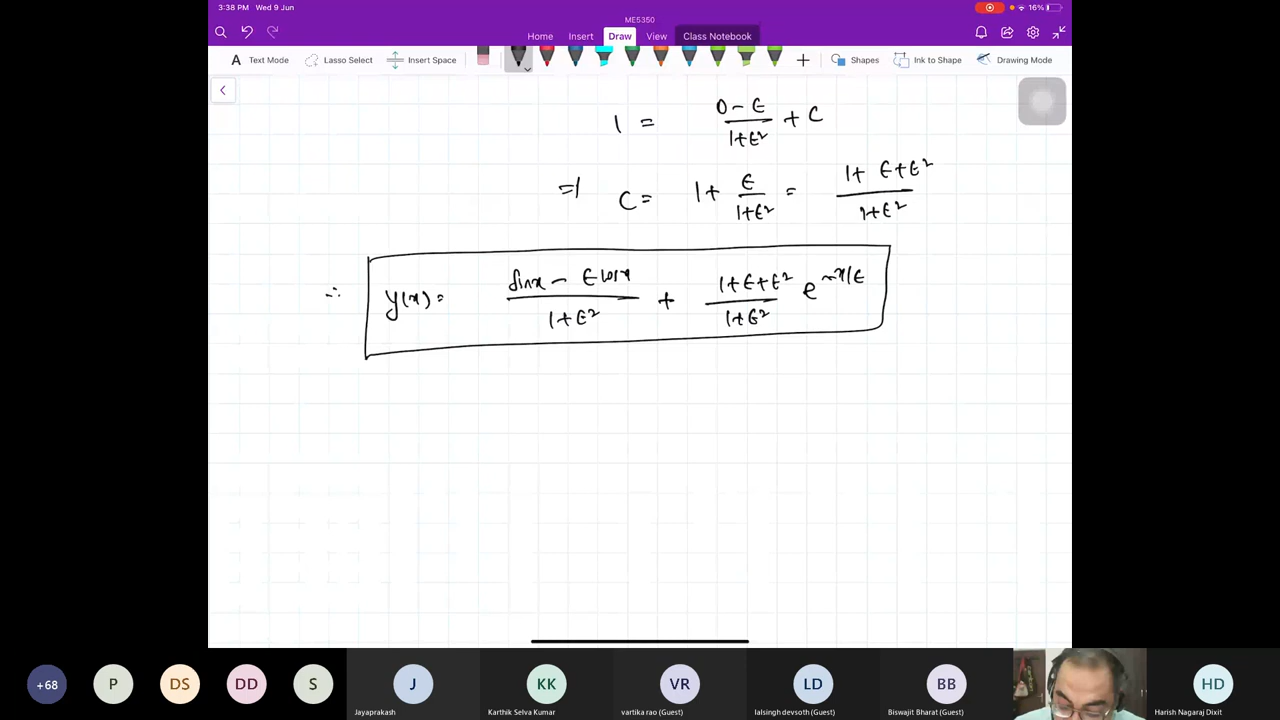 3:38 PM Wed 9 Jun
ME5350
16%
Home Insert Draw View Class Notebook
A Text Mode Lasso Select Insert Space Shapes Ink to Shape Drawing Mode
1 = (0 - ϵ)/(1+ϵ²) + C
⇒ C = 1 + ϵ/(1+ϵ²) = (1+ ϵ+ϵ²)/(1+ϵ²)
∴ y(x) = (sinx - ϵ cosx)/(1+ϵ²) + (1+ϵ+ϵ²)/(1+ϵ²) e^(-x/ϵ)
+68 P DS DD S J KK VR LD BB HD
Jayaprakash Karthik Selva Kumar vartika rao (Guest) lalsingh devsoth (Guest) Biswajit Bharat (Guest) Harish Nagaraj Dixit